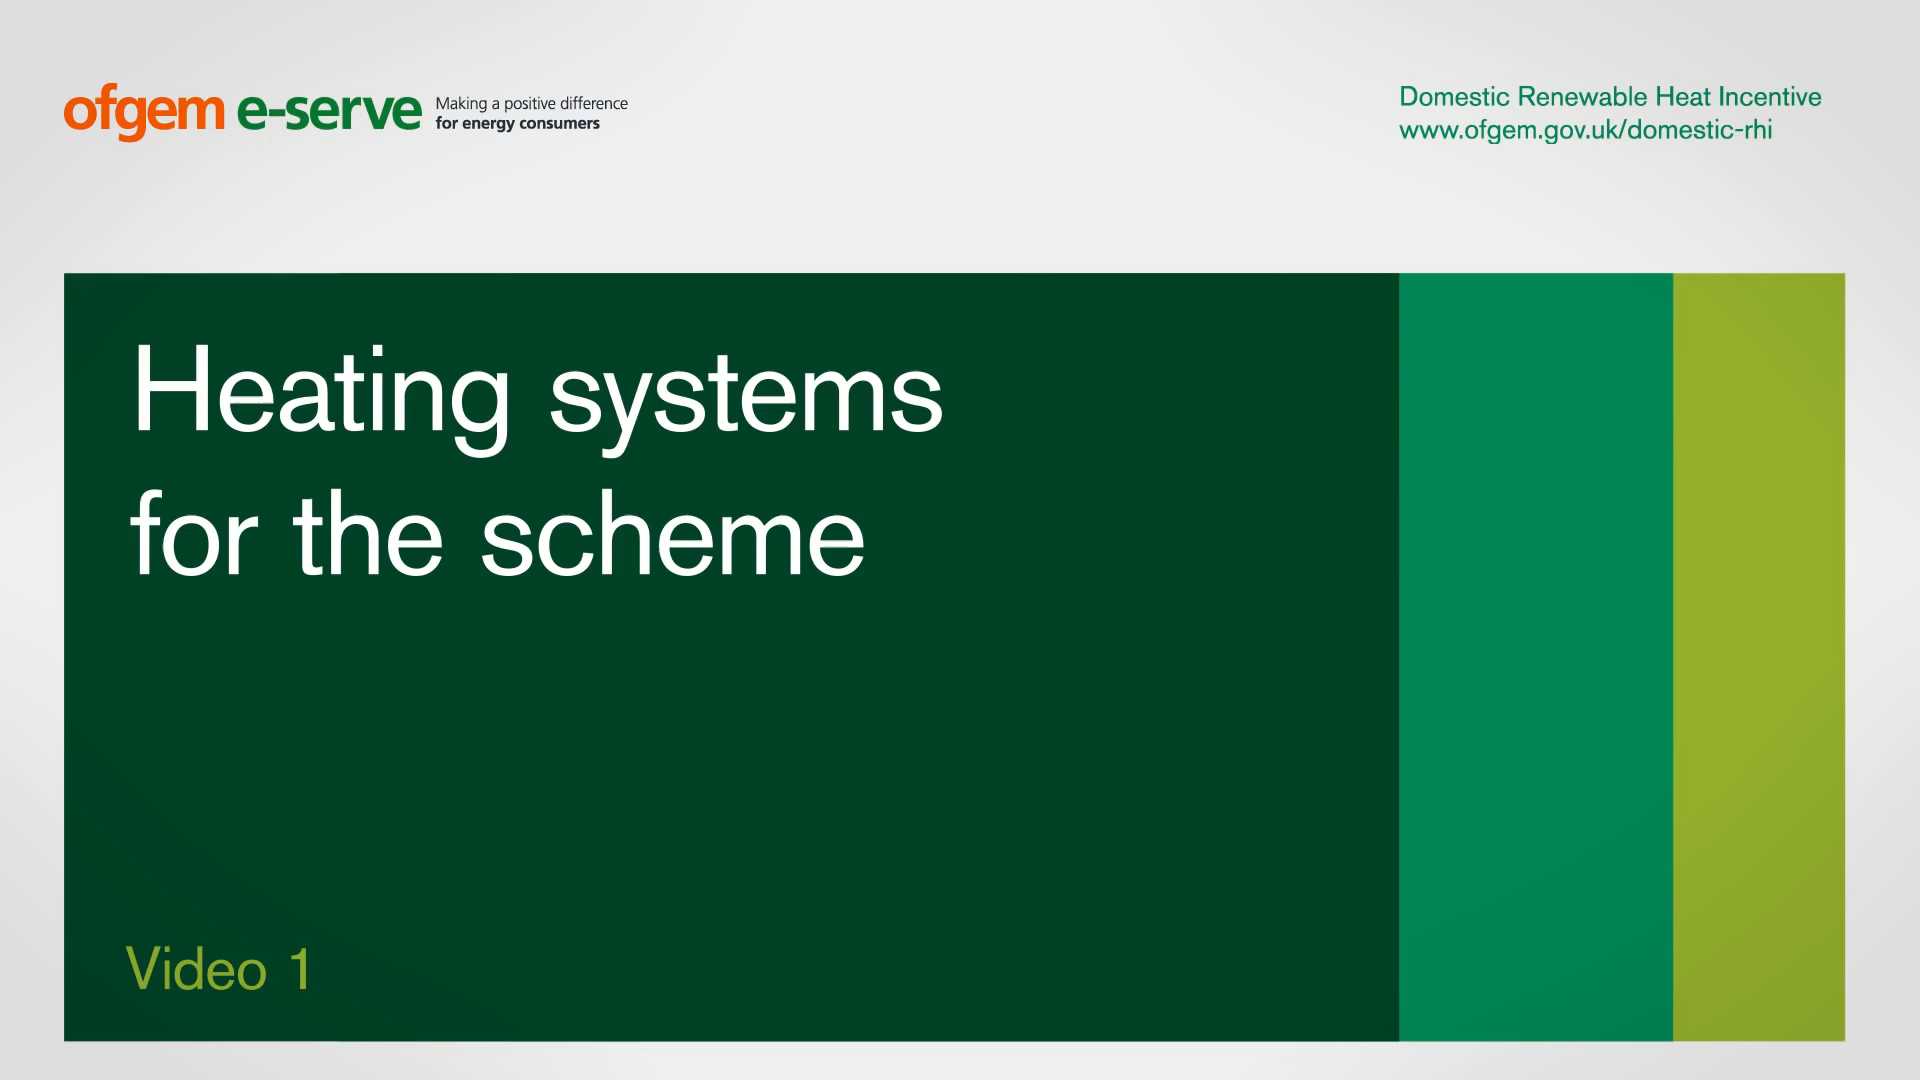 ofgem e-serve
Making a positive difference
for energy consumers
Domestic Renewable Heat Incentive
www.ofgem.gov.uk/domestic-rhi
Heating systems
for the scheme
Video 1